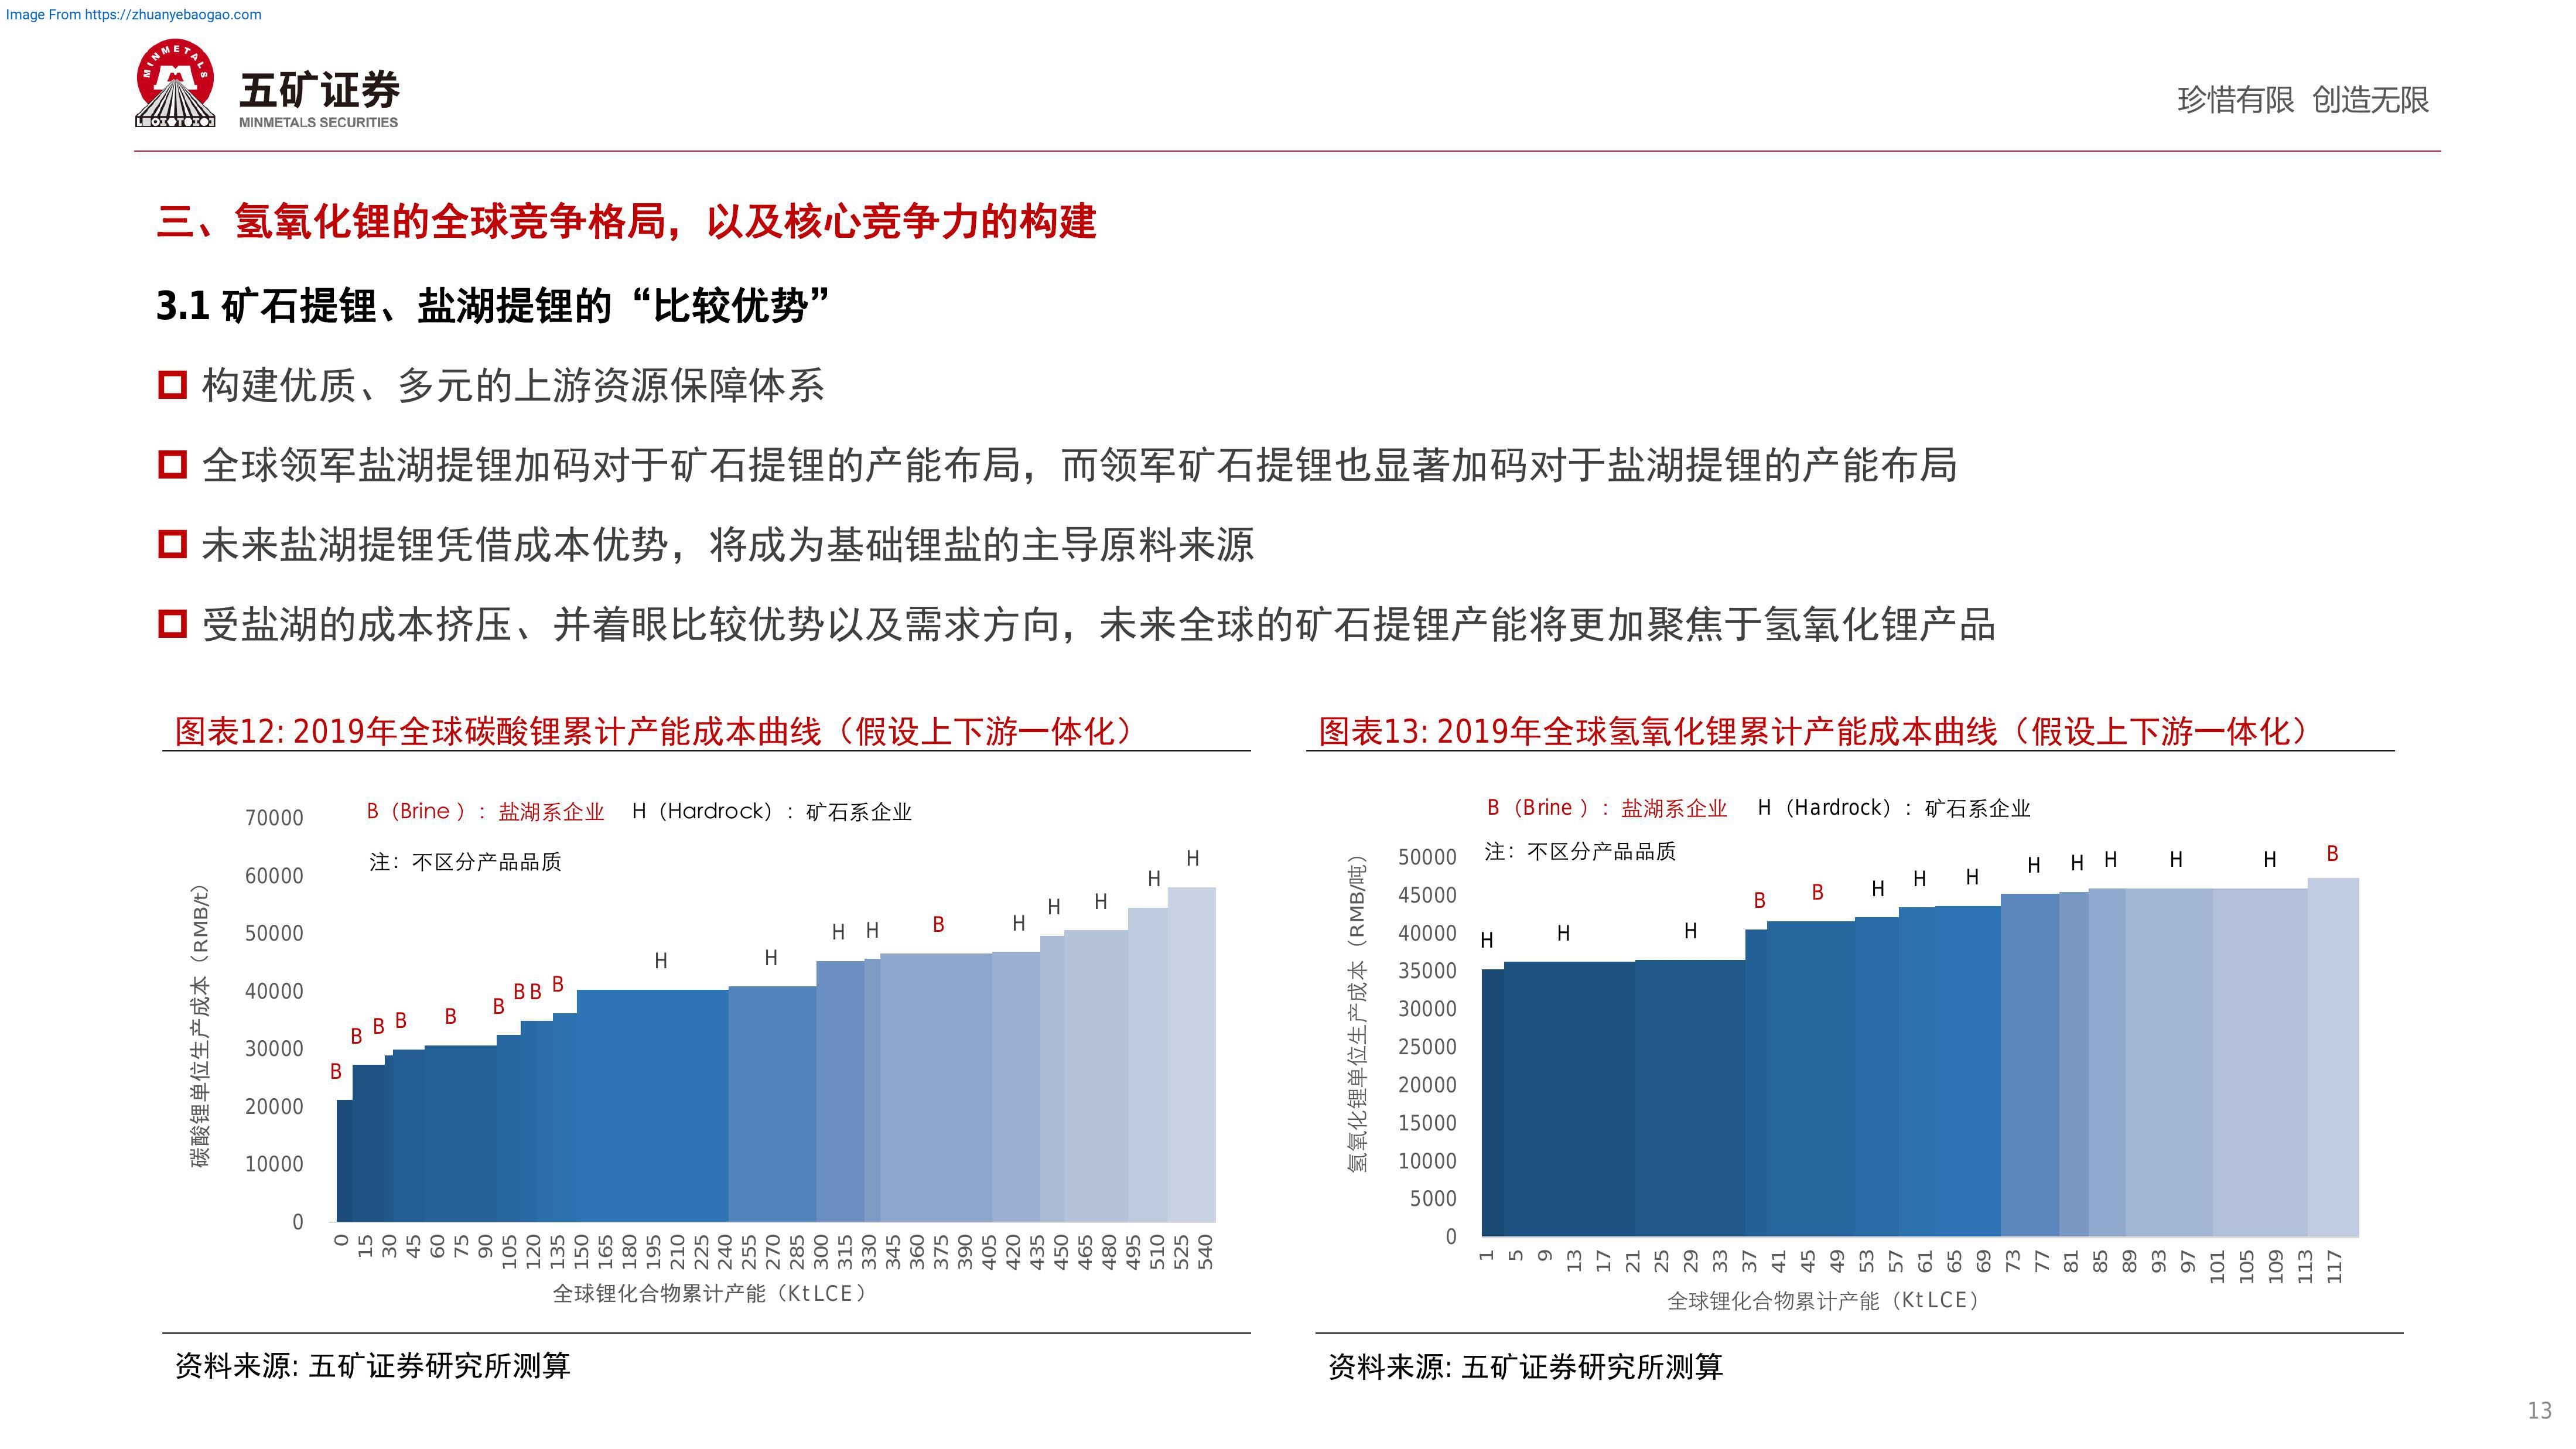 Image From https://zhuanyebaogao.com
MINMETALS
五矿证券
MINMETALS SECURITIES
珍惜有限 创造无限
三、氢氧化锂的全球竞争格局，以及核心竞争力的构建
3.1 矿石提锂、盐湖提锂的“比较优势”
构建优质、多元的上游资源保障体系
全球领军盐湖提锂加码对于矿石提锂的产能布局，而领军矿石提锂也显著加码对于盐湖提锂的产能布局
未来盐湖提锂凭借成本优势，将成为基础锂盐的主导原料来源
受盐湖的成本挤压、并着眼比较优势以及需求方向，未来全球的矿石提锂产能将更加聚焦于氢氧化锂产品
图表12: 2019年全球碳酸锂累计产能成本曲线（假设上下游一体化）
B（Brine ）: 盐湖系企业 H（Hardrock）: 矿石系企业
注：不区分产品品质
碳酸锂单位生产成本（RMB/t）
70000
60000
50000
40000
30000
20000
10000
0
B B B B B B B B B H H H H B H H H H H
0 15 30 45 60 75 90 105 120 135 150 165 180 195 210 225 240 255 270 285 300 315 330 345 360 375 390 405 420 435 450 465 480 495 510 525 540
全球锂化合物累计产能（Kt LCE）
资料来源: 五矿证券研究所测算
图表13: 2019年全球氢氧化锂累计产能成本曲线（假设上下游一体化）
B（Brine ）: 盐湖系企业 H（Hardrock）: 矿石系企业
注：不区分产品品质
氢氧化锂单位生产成本（RMB/吨）
50000
45000
40000
35000
30000
25000
20000
15000
10000
5000
0
H H H B B H H H H H H H H B
1 5 9 13 17 21 25 29 33 37 41 45 49 53 57 61 65 69 73 77 81 85 89 93 97 101 105 109 113 117
全球锂化合物累计产能（Kt LCE）
资料来源: 五矿证券研究所测算
13